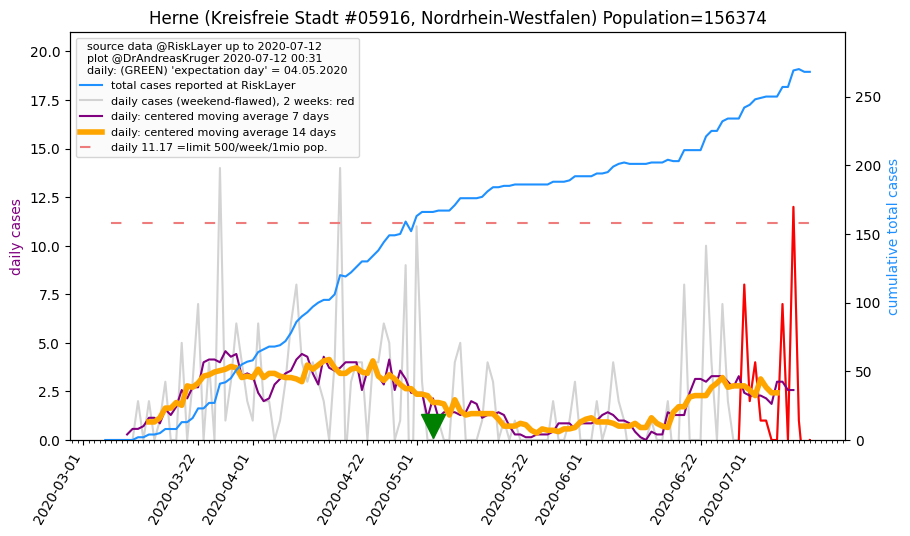 Herne (Kreisfreie Stadt #05916, Nordrhein-Westfalen) Population=156374
source data @RiskLayer up to 2020-07-12
plot @DrAndreasKruger 2020-07-12 00:31
daily: (GREEN) 'expectation day' = 04.05.2020
total cases reported at RiskLayer
daily cases (weekend-flawed), 2 weeks: red
daily: centered moving average 7 days
daily: centered moving average 14 days
daily 11.17 =limit 500/week/1mio pop.
daily cases
20.0
17.5
15.0
12.5
10.0
7.5
5.0
2.5
0.0
cumulative total cases
250
200
150
100
50
0
2020-03-01
2020-03-22
2020-04-01
2020-04-22
2020-05-01
2020-05-22
2020-06-01
2020-06-22
2020-07-01